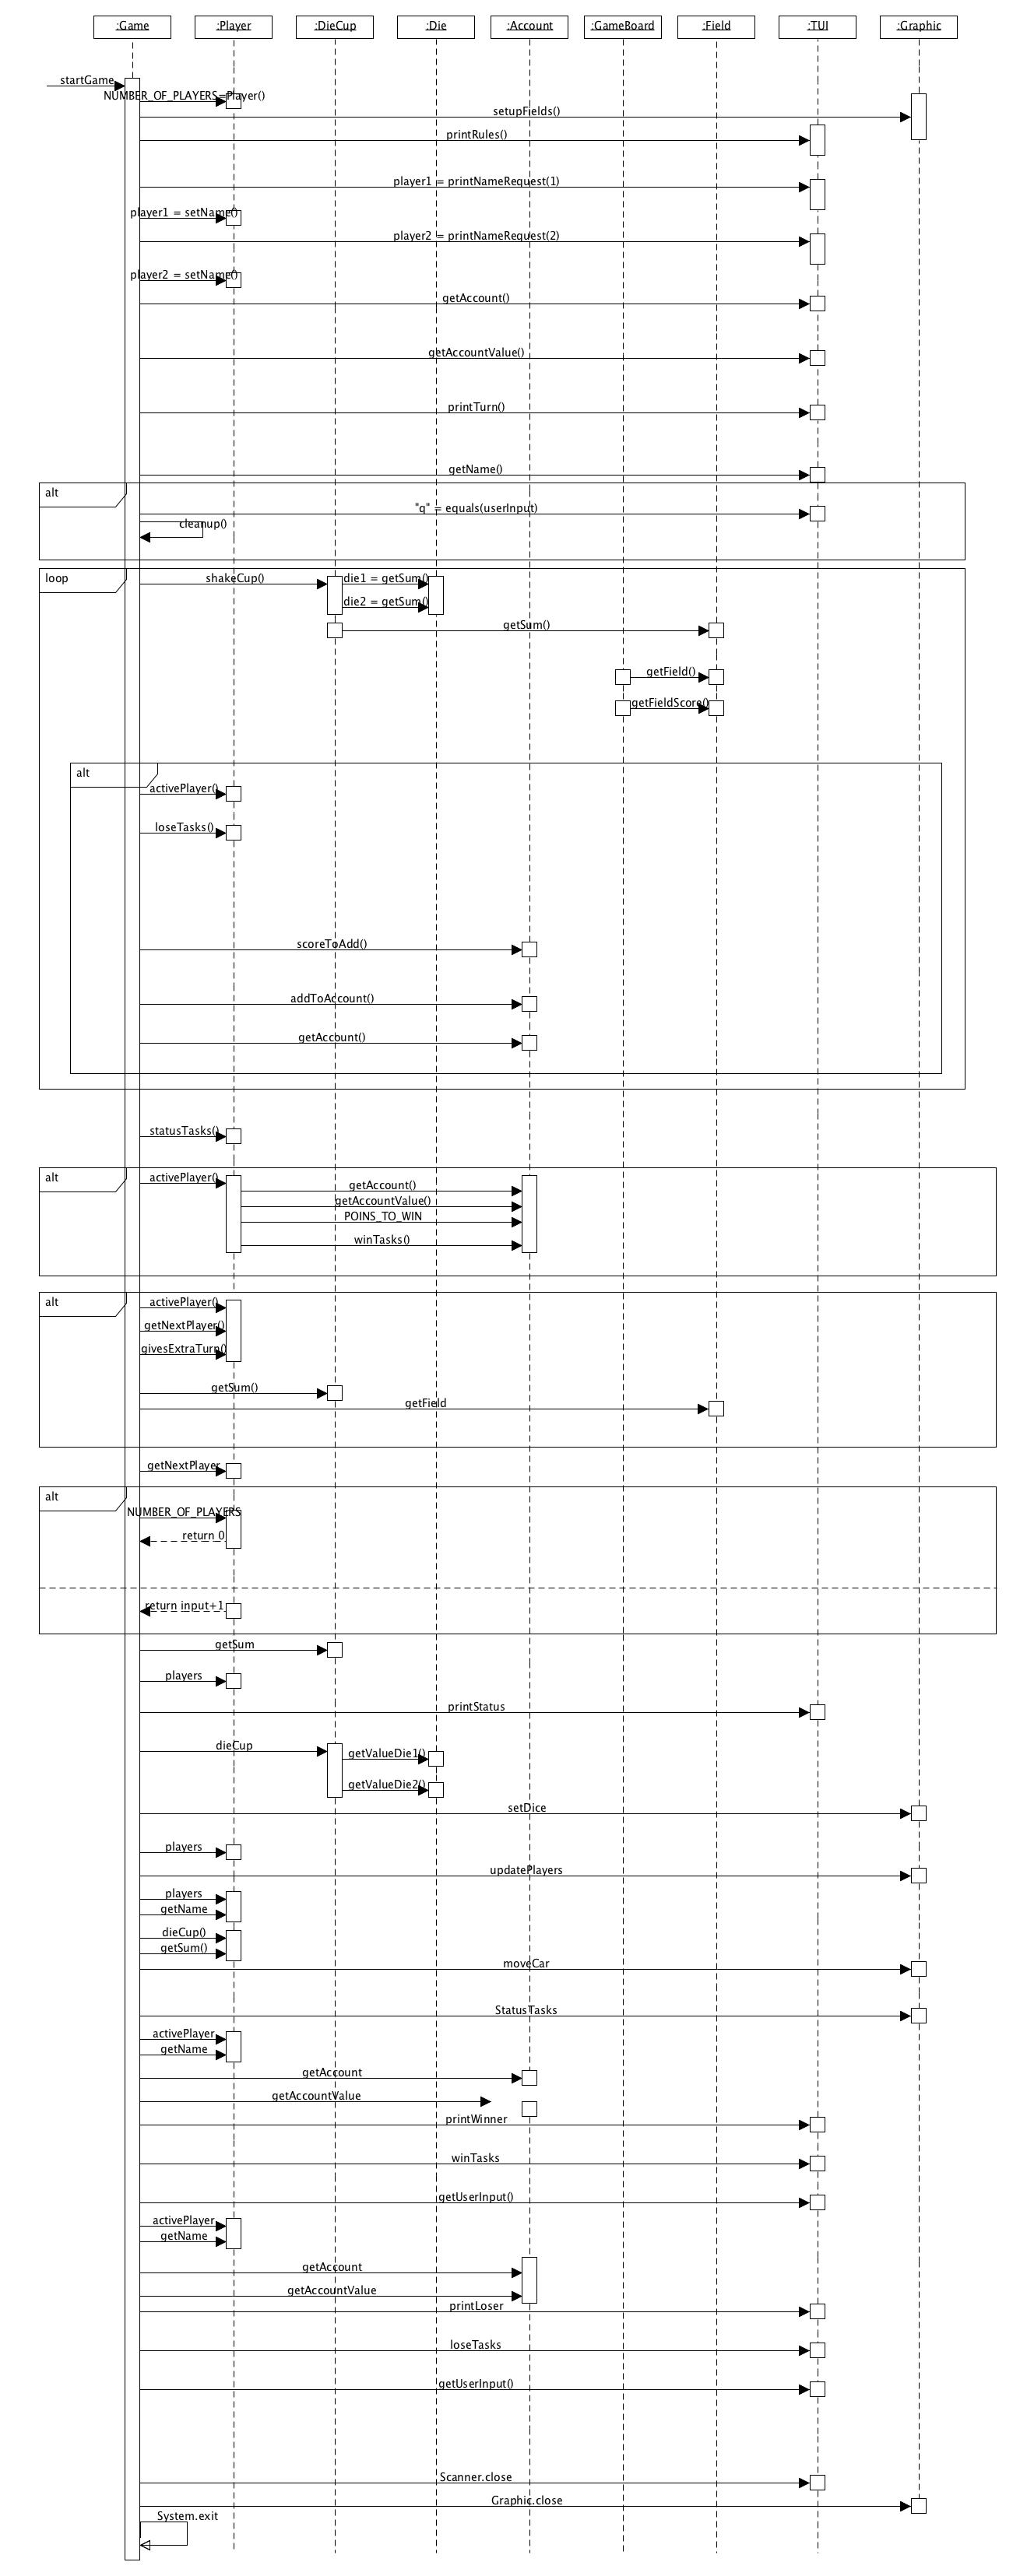 :Game
:Player
:DieCup
:Die
:Account
:GameBoard
:Field
:TUI
:Graphic
startGame
NUMBER_OF_PLAYERS=Player()
setupFields()
printRules()
player1 = printNameRequest(1)
player1 = setName()
player2 = printNameRequest(2)
player2 = setName()
getAccount()
getAccountValue()
printTurn()
getName()
alt
"q" = equals(userInput)
cleanup()
loop
shakeCup()
die1 = getSum()
die2 = getSum()
getSum()
getField()
getFieldScore()
alt
activePlayer()
loseTasks()
scoreToAdd()
addToAccount()
getAccount()
statusTasks()
alt
activePlayer()
getAccount()
getAccountValue()
POINS_TO_WIN
winTasks()
alt
activePlayer()
getNextPlayer()
givesExtraTurn()
getSum()
getField
getNextPlayer
alt
NUMBER_OF_PLAYERS
return 0
return input+1
getSum
players
printStatus
dieCup
getValueDie1()
getValueDie2()
setDice
players
updatePlayers
players
getName
dieCup()
getSum()
moveCar
StatusTasks
activePlayer
getName
getAccount
getAccountValue
printWinner
winTasks
getUserInput()
activePlayer
getName
getAccount
getAccountValue
printLoser
loseTasks
getUserInput()
Scanner.close
Graphic.close
System.exit